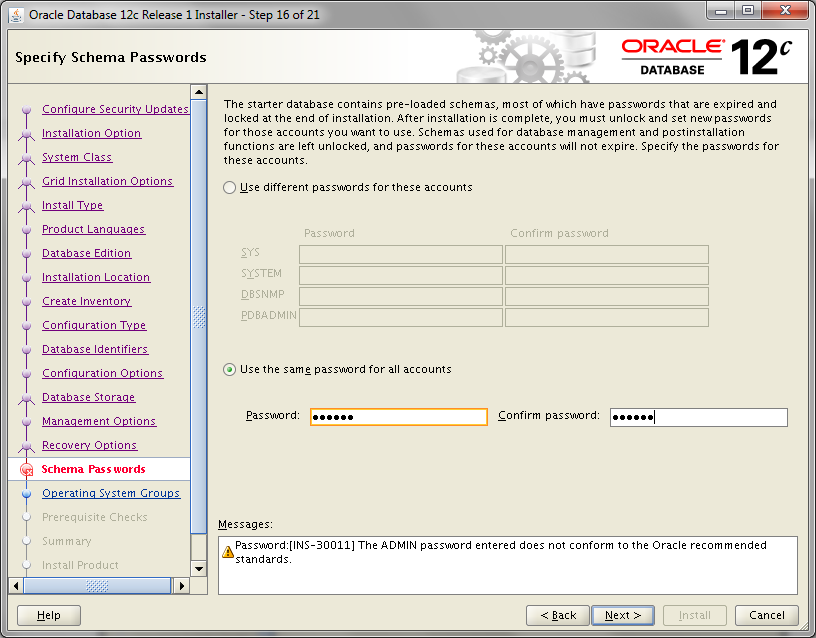 Oracle Database 12c Release 1 Installer - Step 16 of 21
Specify Schema Passwords
ORACLE
DATABASE
12c
Configure Security Updates
Installation Option
System Class
Grid Installation Options
Install Type
Product Languages
Database Edition
Installation Location
Create Inventory
Configuration Type
Database Identifiers
Configuration Options
Database Storage
Management Options
Recovery Options
Schema Passwords
Operating System Groups
Prerequisite Checks
Summary
Install Product
The starter database contains pre-loaded schemas, most of which have passwords that are expired and
locked at the end of installation. After installation is complete, you must unlock and set new passwords
for those accounts you want to use. Schemas used for database management and postinstallation
functions are left unlocked, and passwords for these accounts will not expire. Specify the passwords for
these accounts.
Use different passwords for these accounts
Password Confirm password
SYS
SYSTEM
DBSNMP
PDBADMIN
Use the same password for all accounts
Password: •••••• Confirm password: ••••••
Messages:
Password:[INS-30011] The ADMIN password entered does not conform to the Oracle recommended
standards.
Help < Back Next > Install Cancel